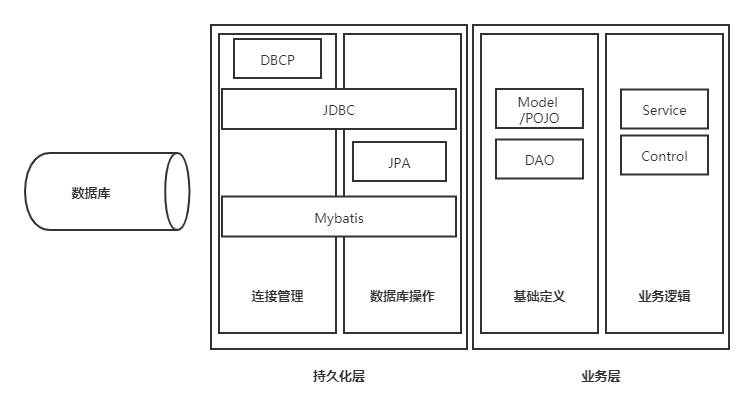 数据库
DBCP
JDBC
JPA
Mybatis
连接管理
数据库操作
持久化层
Model
/POJO
DAO
Service
Control
基础定义
业务逻辑
业务层